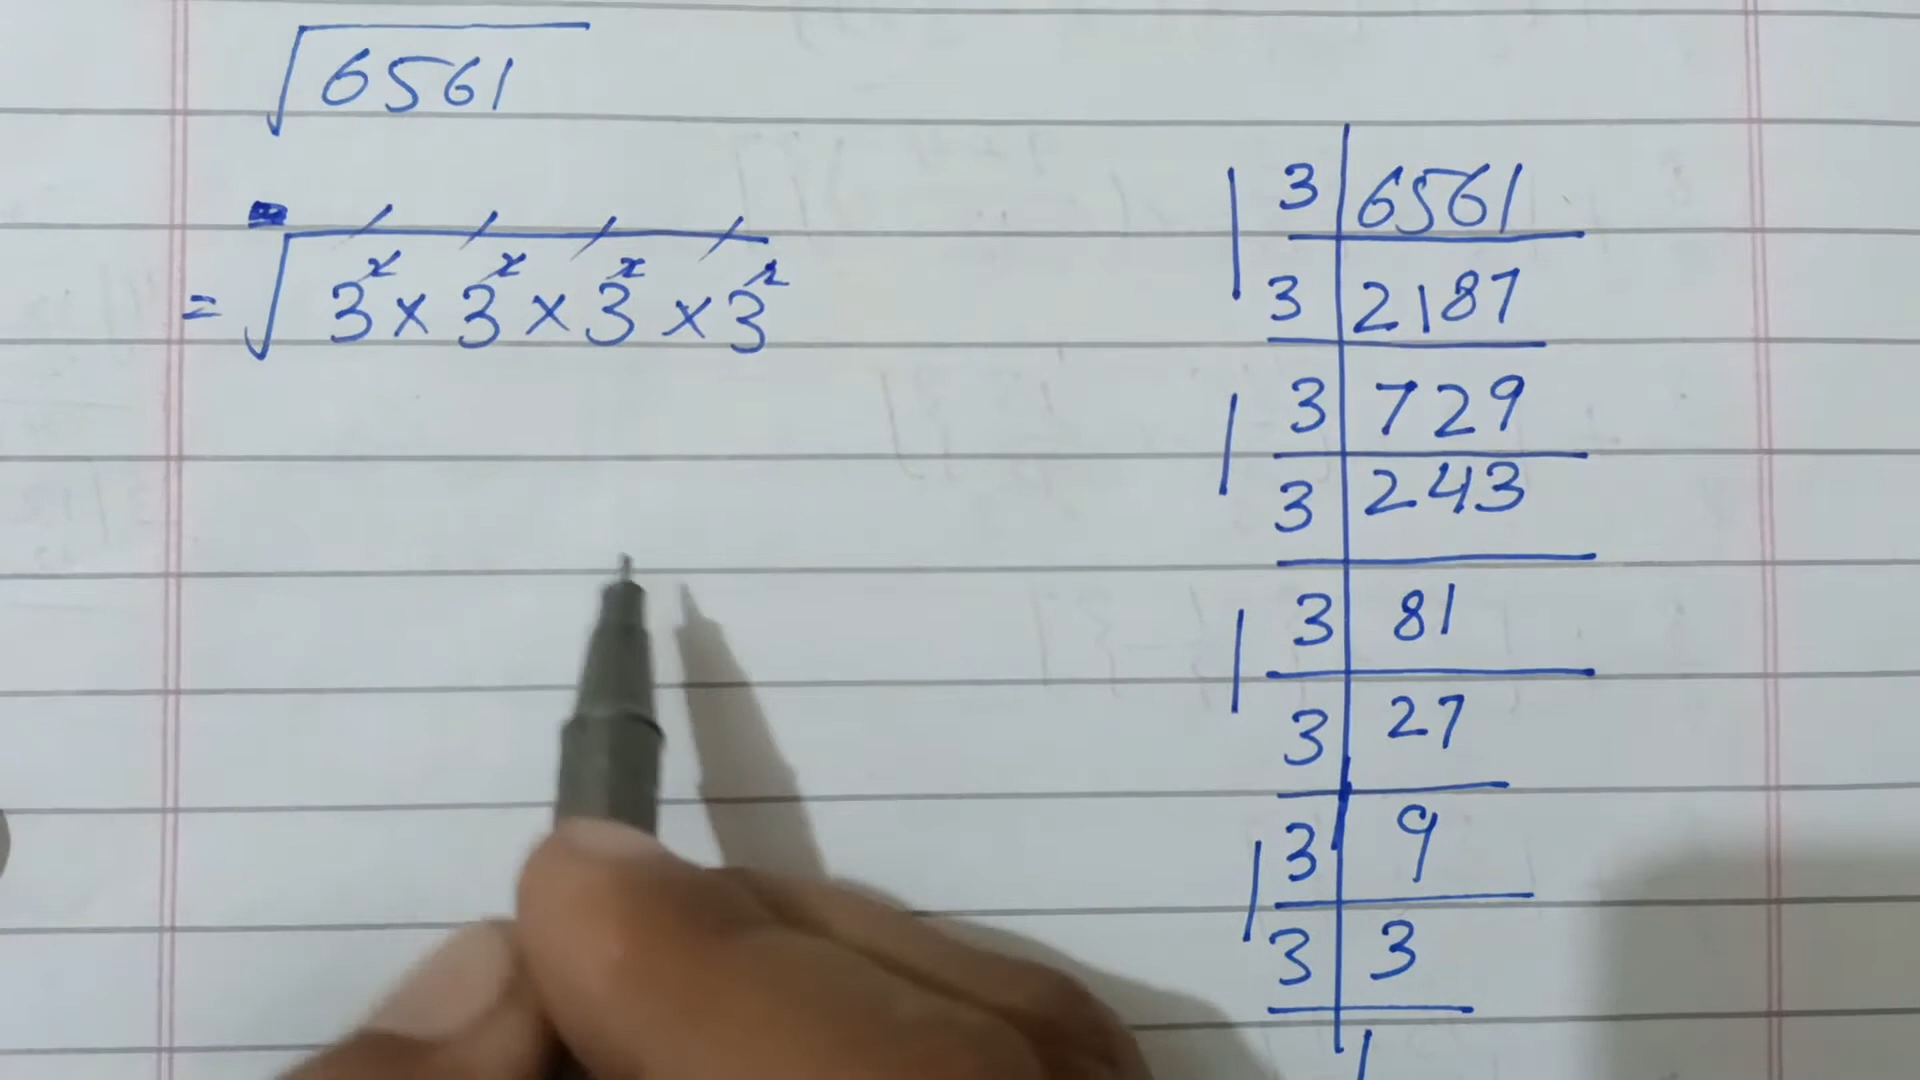 √6561
= √3² × 3² × 3² × 3²
3 | 6561
3 | 2187
3 | 729
3 | 243
3 | 81
3 | 27
3 | 9
3 | 3
1